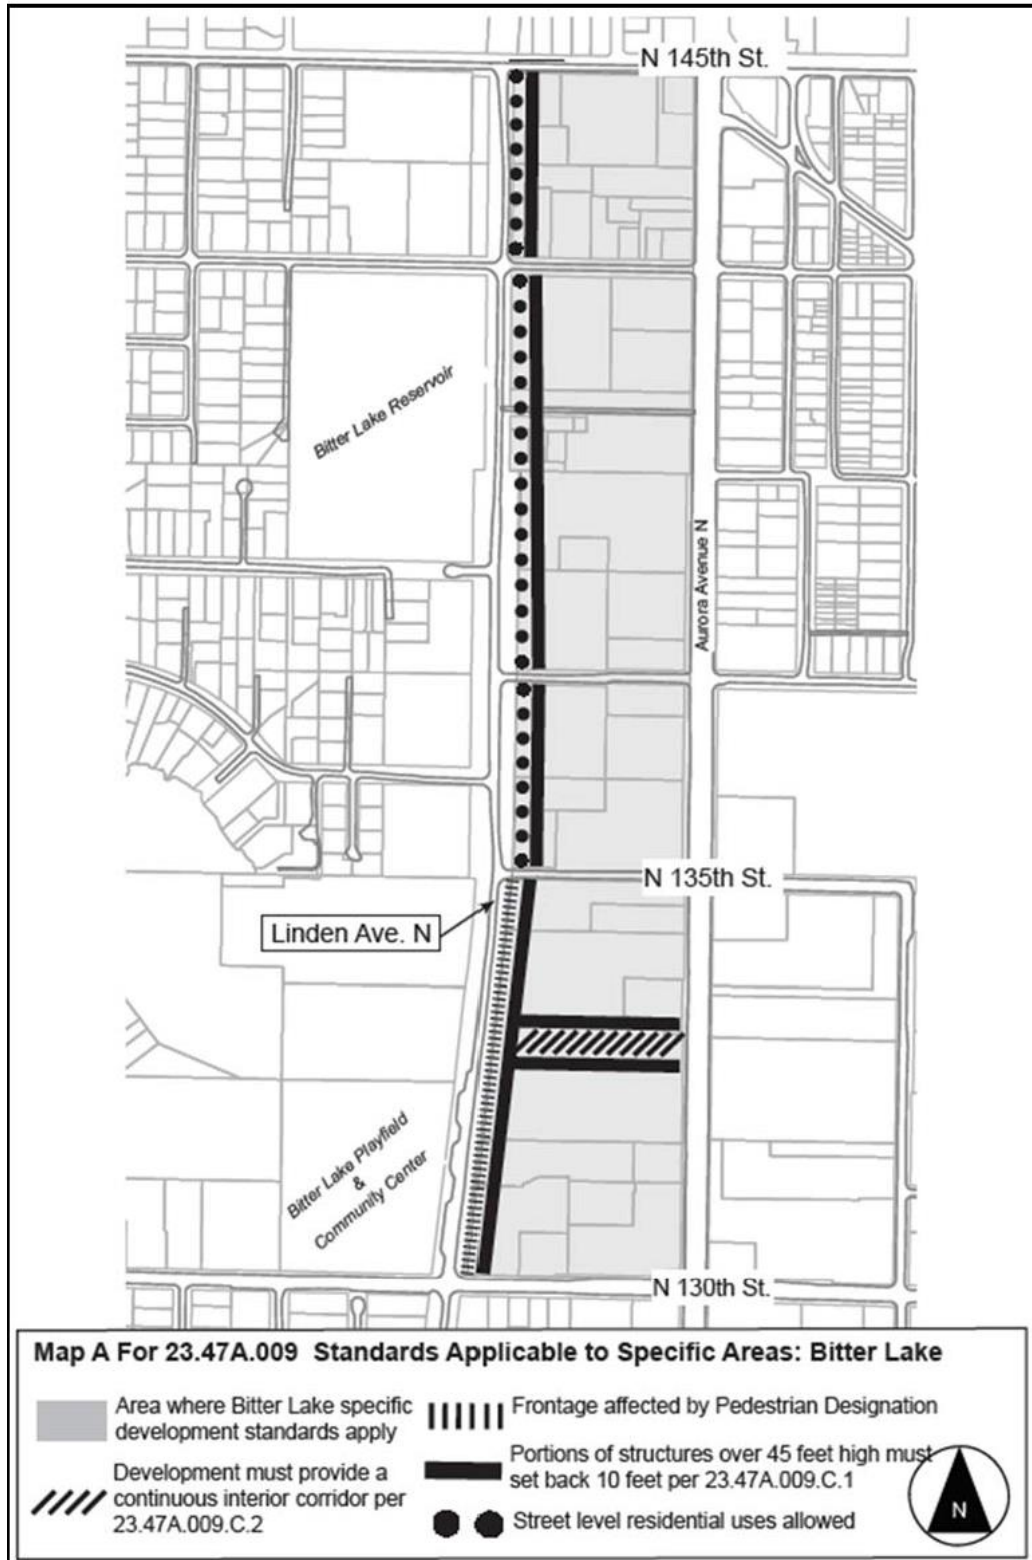 N 145th St.
Bitter Lake Reservoir
Aurora Avenue N
N 135th St.
Linden Ave. N
Bitter Lake Playfield
&
Community Center
N 130th St.
Map A For 23.47A.009 Standards Applicable to Specific Areas: Bitter Lake
Area where Bitter Lake specific
development standards apply
Development must provide a
continuous interior corridor per
23.47A.009.C.2
Frontage affected by Pedestrian Designation
Portions of structures over 45 feet high must
set back 10 feet per 23.47A.009.C.1
Street level residential uses allowed
N